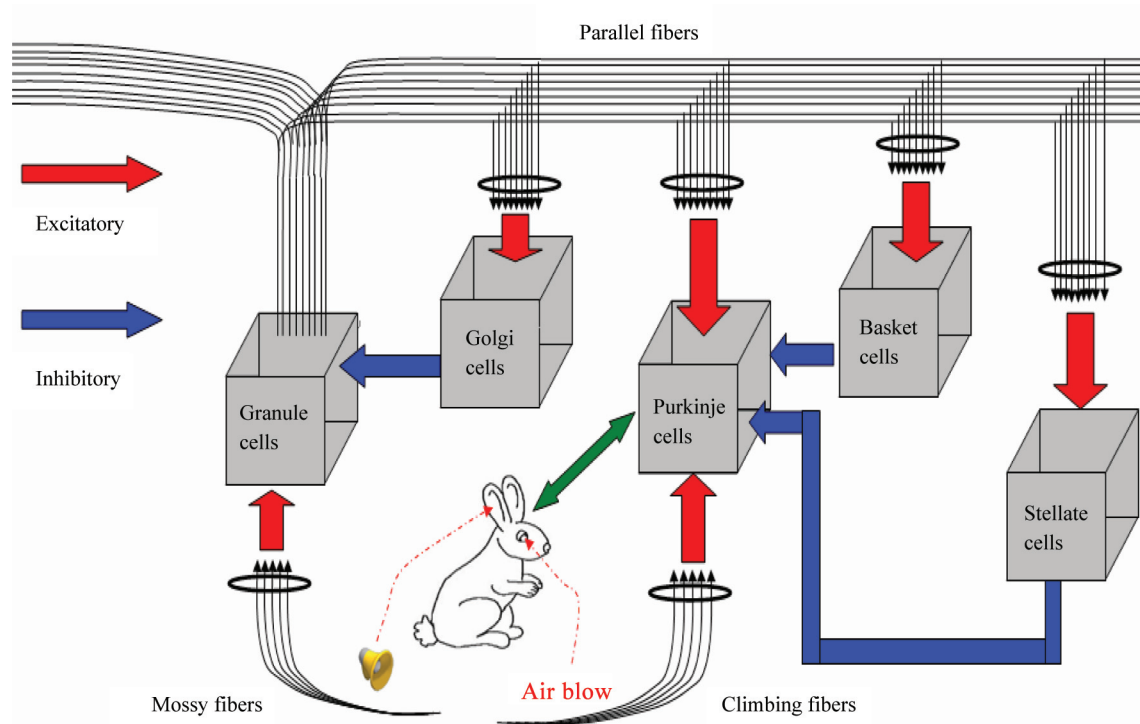 Parallel fibers
Excitatory
Inhibitory
Golgi
cells
Basket
cells
Granule
cells
Purkinje
cells
Stellate
cells
Air blow
Mossy fibers
Climbing fibers